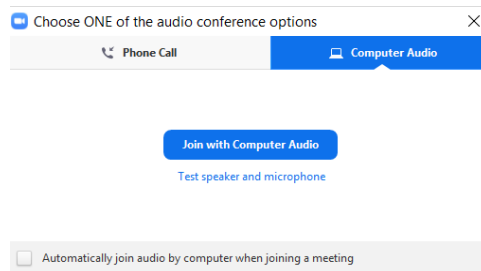 Choose ONE of the audio conference options
Phone Call
Computer Audio
Join with Computer Audio
Test speaker and microphone
Automatically join audio by computer when joining a meeting